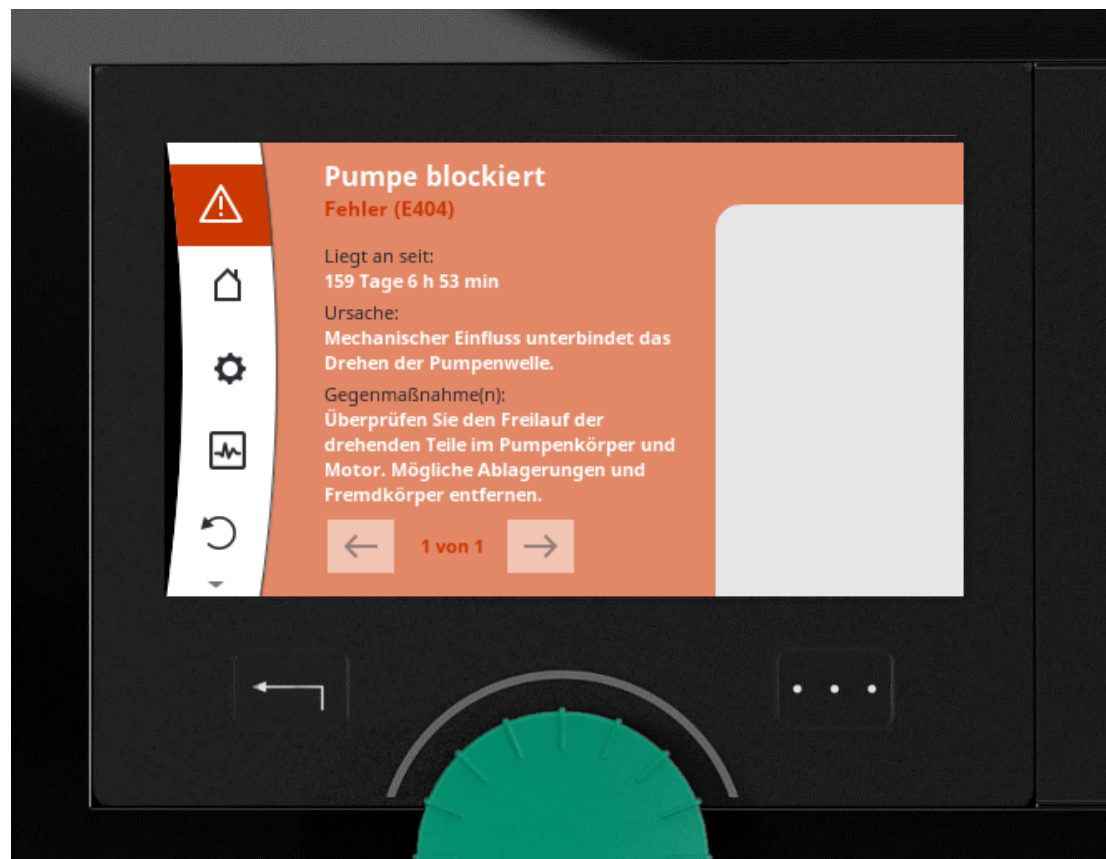 Pumpe blockiert
Fehler (E404)
Liegt an seit:
159 Tage 6 h 53 min
Ursache:
Mechanischer Einfluss unterbindet das
Drehen der Pumpenwelle.
Gegenmaßnahme(n):
Überprüfen Sie den Freilauf der
drehenden Teile im Pumpenkörper und
Motor. Mögliche Ablagerungen und
Fremdkörper entfernen.
1 von 1